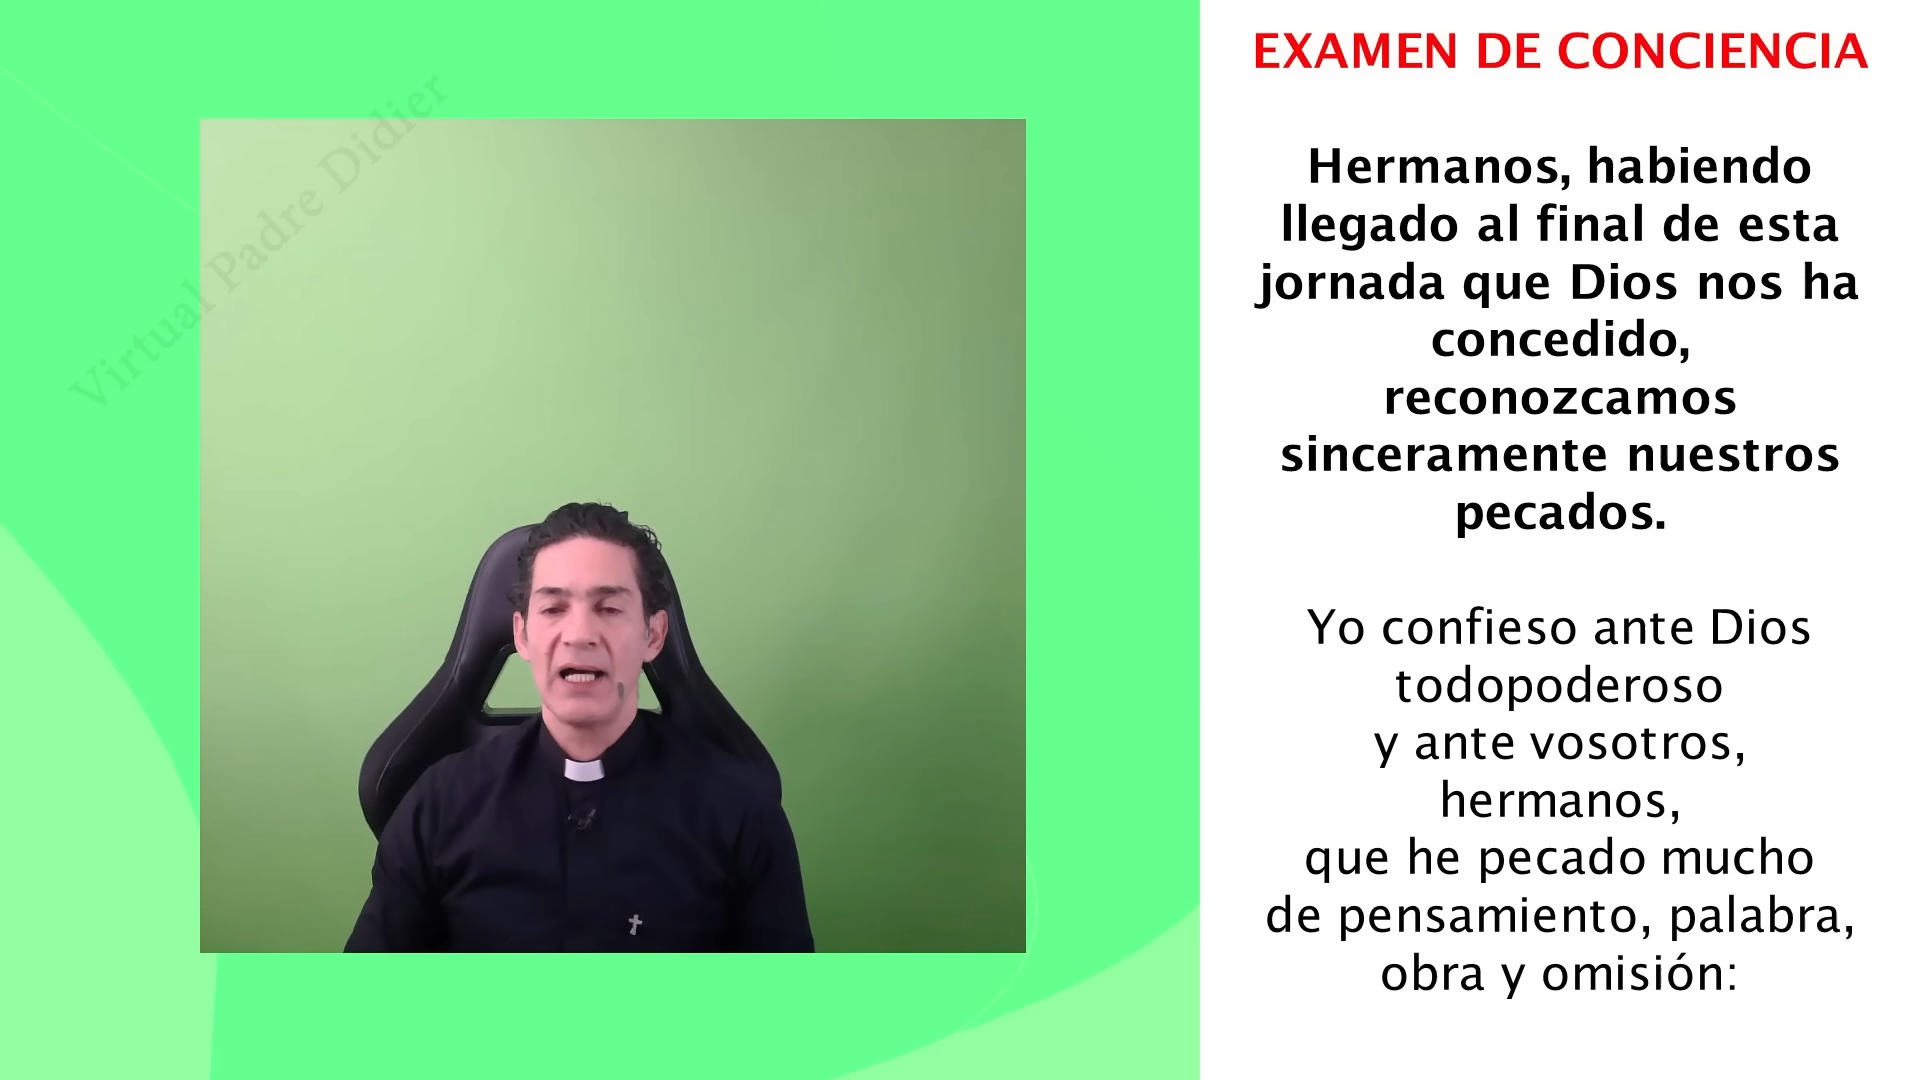 EXAMEN DE CONCIENCIA
Hermanos, habiendo
llegado al final de esta
jornada que Dios nos ha
concedido,
reconozcamos
sinceramente nuestros
pecados.
Yo confieso ante Dios
todopoderoso
y ante vosotros,
hermanos,
que he pecado mucho
de pensamiento, palabra,
obra y omisión:
Virtual Padre Didier